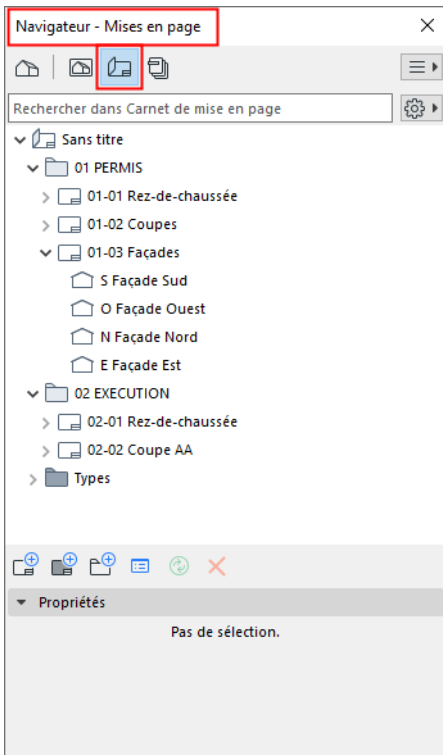 Navigateur - Mises en page
Rechercher dans Carnet de mise en page
Sans titre
01 PERMIS
01-01 Rez-de-chaussée
01-02 Coupes
01-03 Façades
S Façade Sud
O Façade Ouest
N Façade Nord
E Façade Est
02 EXECUTION
02-01 Rez-de-chaussée
02-02 Coupe AA
Types
Propriétés
Pas de sélection.